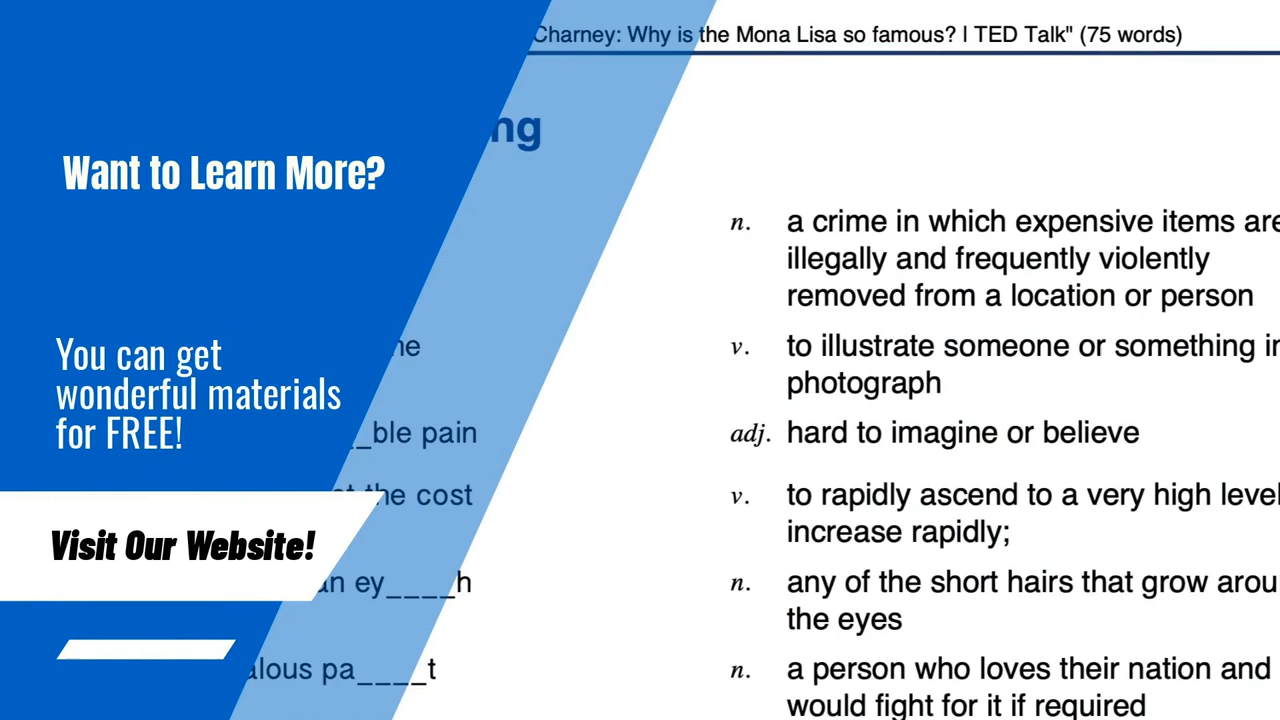 Charney: Why is the Mona Lisa so famous? | TED Talk" (75 words)
ng
Want to Learn More?
You can get
wonderful materials
for FREE!
Visit Our Website!
ne
_ble pain
the cost
an ey____h
alous pa____t
n. a crime in which expensive items are
illegally and frequently violently
removed from a location or person
v. to illustrate someone or something in
photograph
adj. hard to imagine or believe
v. to rapidly ascend to a very high level
increase rapidly;
n. any of the short hairs that grow arou
the eyes
n. a person who loves their nation and
would fight for it if required